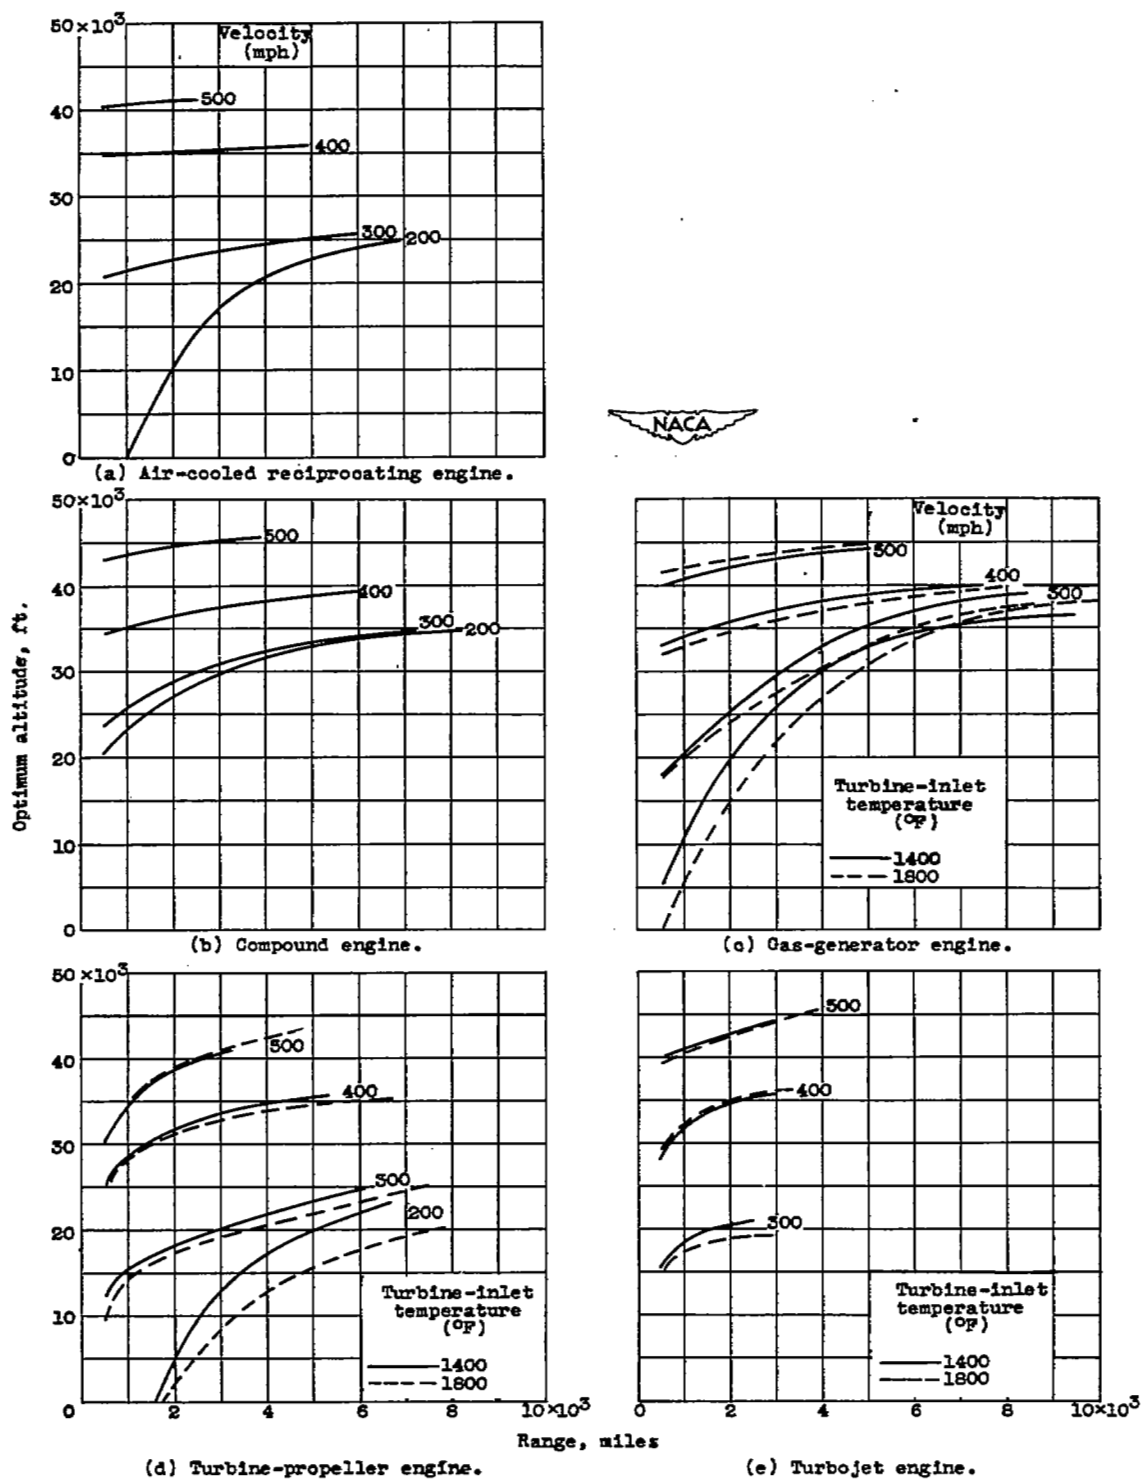 50×10³
Velocity
(mph)
500
40
400
30
300
200
20
10
0
(a) Air-cooled reciprocating engine.
NACA
50×10³
500
40
400
300
200
30
20
10
0
(b) Compound engine.
Velocity
(mph)
500
400
300
Turbine-inlet
temperature
(°F)
1400
1800
(c) Gas-generator engine.
Optimum altitude, ft.
50×10³
500
40
400
30
300
200
20
10
Turbine-inlet
temperature
(°F)
1400
1800
0 2 4 6 8 10×10³
(d) Turbine-propeller engine.
500
400
300
Turbine-inlet
temperature
(°F)
1400
1800
0 2 4 6 8 10×10³
Range, miles
(e) Turbojet engine.